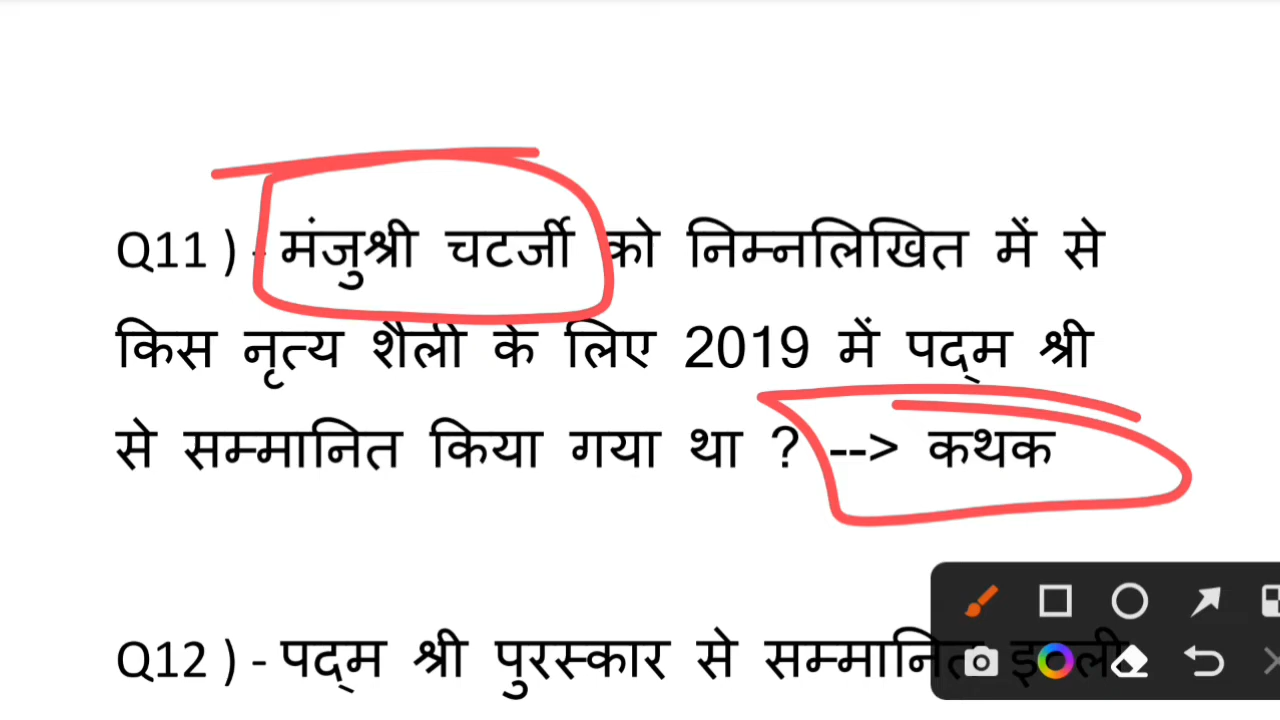 Q11 ) - मंजुश्री चटर्जी को निम्नलिखित में से
किस नृत्य शैली के लिए 2019 में पद्म श्री
से सम्मानित किया गया था ? --> कथक
Q12 ) - पद्म श्री पुरस्कार से सम्मानित